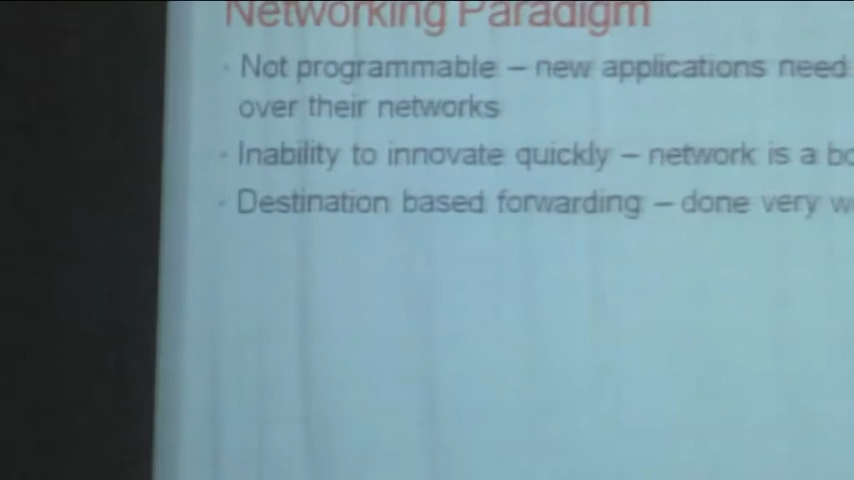 Networking Paradigm
· Not programmable – new applications need
over their networks
· Inability to innovate quickly – network is a
· Destination based forwarding – done very